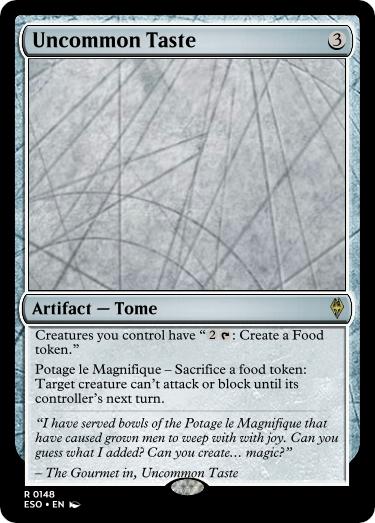 Uncommon Taste 3
Artifact — Tome
Creatures you control have “ 2 : Create a Food
token.”
Potage le Magnifique – Sacrifice a food token:
Target creature can’t attack or block until its
controller’s next turn.
“I have served bowls of the Potage le Magnifique that
have caused grown men to weep with with joy. Can you
guess what I added? Can you create… magic?”
– The Gourmet in, Uncommon Taste
R 0148
ESO • EN